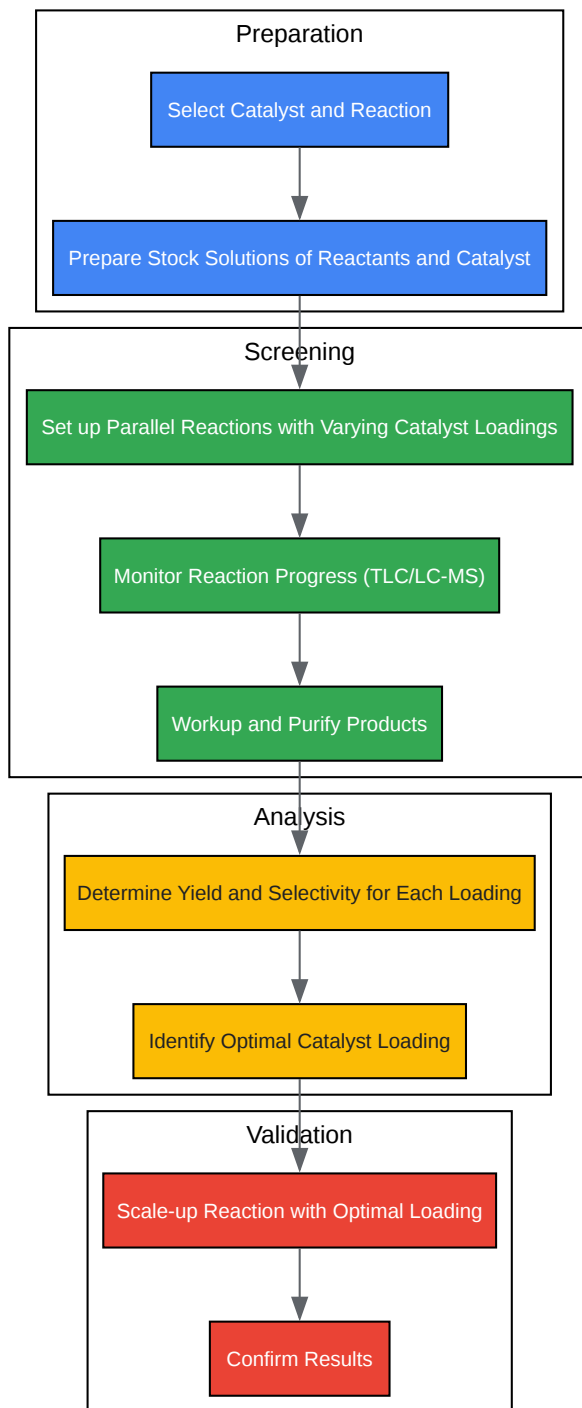 Preparation
Select Catalyst and Reaction
Prepare Stock Solutions of Reactants and Catalyst
Screening
Set up Parallel Reactions with Varying Catalyst Loadings
Monitor Reaction Progress (TLC/LC-MS)
Workup and Purify Products
Analysis
Determine Yield and Selectivity for Each Loading
Identify Optimal Catalyst Loading
Validation
Scale-up Reaction with Optimal Loading
Confirm Results